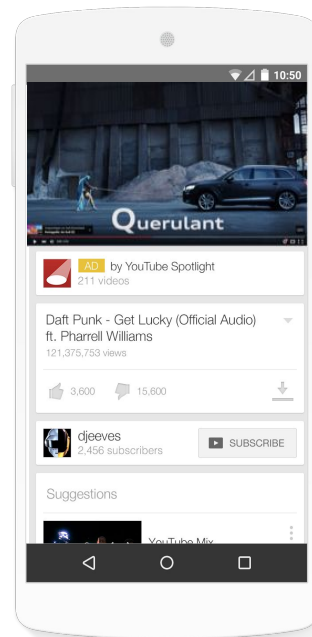 10:50
Querulant
AD by YouTube Spotlight
211 videos
Daft Punk - Get Lucky (Official Audio)
ft. Pharrell Williams
121,375,753 views
3,600 15,600
djeeves
2,456 subscribers
SUBSCRIBE
Suggestions
YouTube Mix